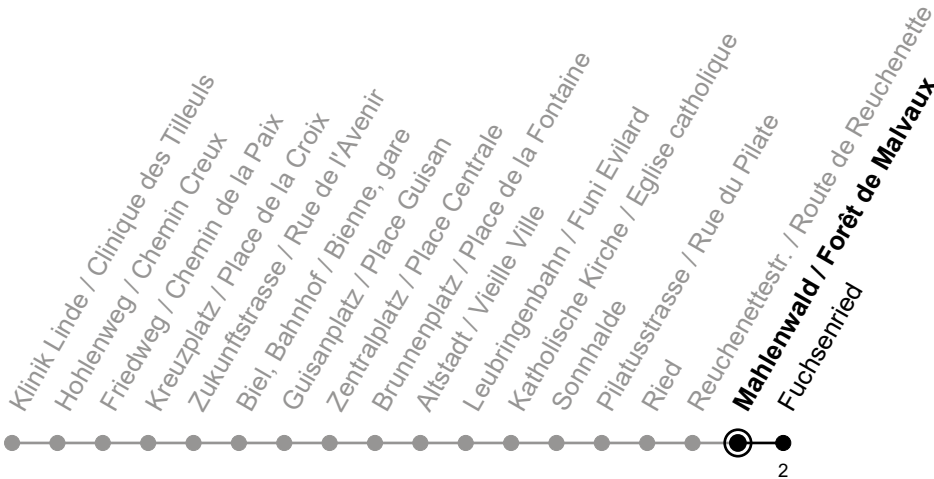 Klinik Linde / Clinique des Tilleuls
Hohlenweg / Chemin Creux
Friedweg / Chemin de la Paix
Kreuzplatz / Place de la Croix
Zukunftstrasse / Rue de l'Avenir
Biel, Bahnhof / Bienne, gare
Guisanplatz / Place Guisan
Zentralplatz / Place Centrale
Brunnenplatz / Place de la Fontaine
Altstadt / Vieille Ville
Leubringenbahn / Funi Evilard
Katholische Kirche / Eglise catholique
Sonnhalde
Pilatusstrasse / Rue du Pilate
Ried
Reuchenettestr. / Route de Reuchenette
Mahlenwald / Forêt de Malvaux
Fuchsenried
2